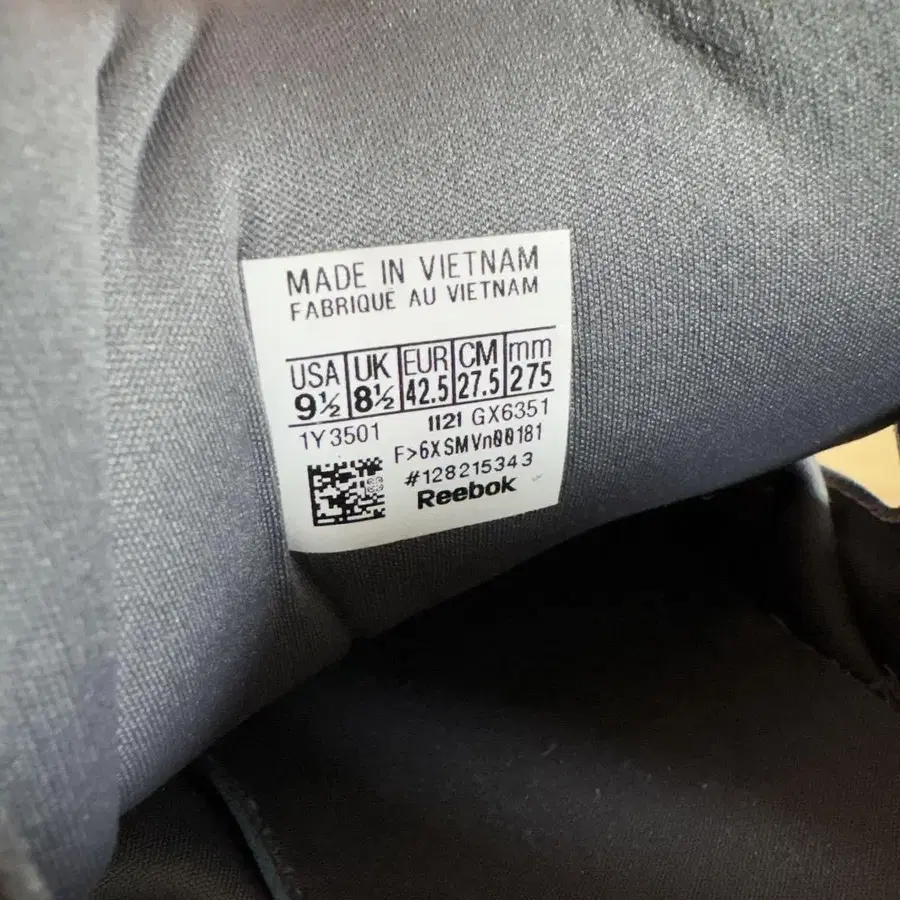 MADE IN VIETNAM
FABRIQUÉ AU VIETNAM
USA UK EUR CM mm
9½ 8½ 42.5 27.5 275
1Y3501 1121 GX6351
F>6XSMVn00181
#128215343
Reebok